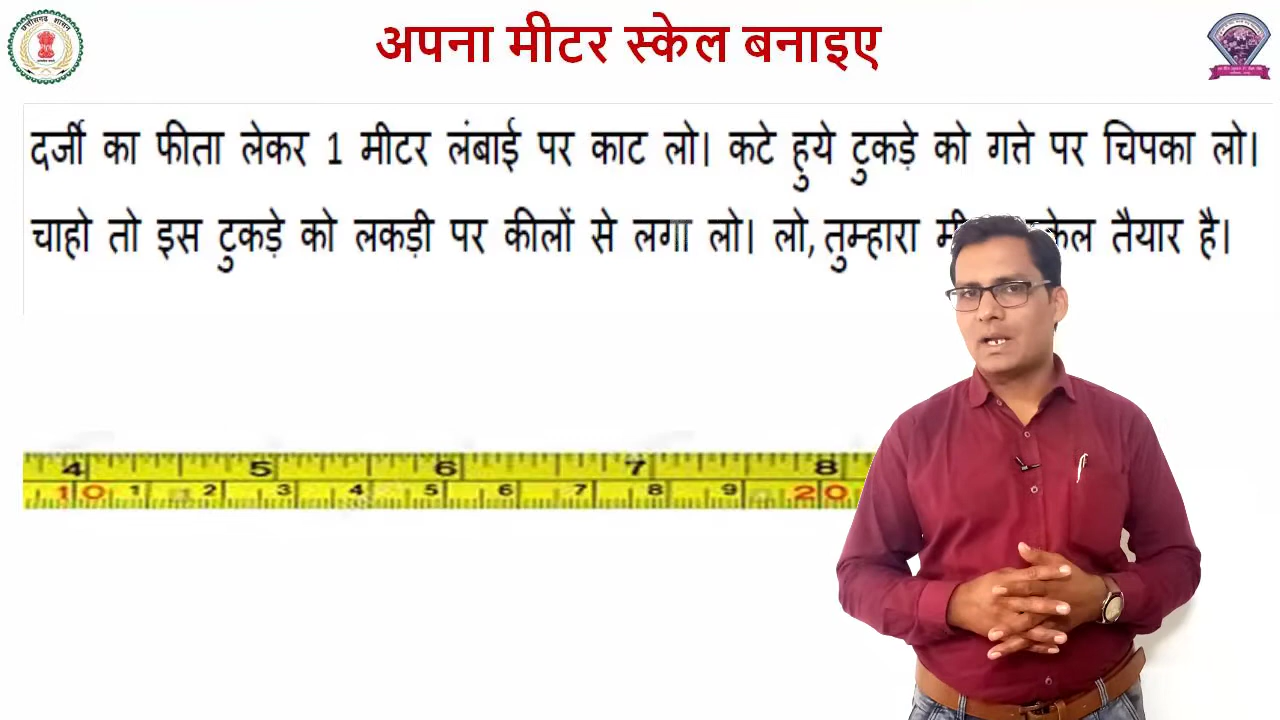 अपना मीटर स्केल बनाइए
दर्जी का फीता लेकर 1 मीटर लंबाई पर काट लो। कटे हुये टुकड़े को गत्ते पर चिपका लो।
चाहो तो इस टुकड़े को लकड़ी पर कीलों से लगा लो। लो, तुम्हारा तैयार है।
4 5 6 7 8
10 1 2 3 4 5 6 7 8 9 20